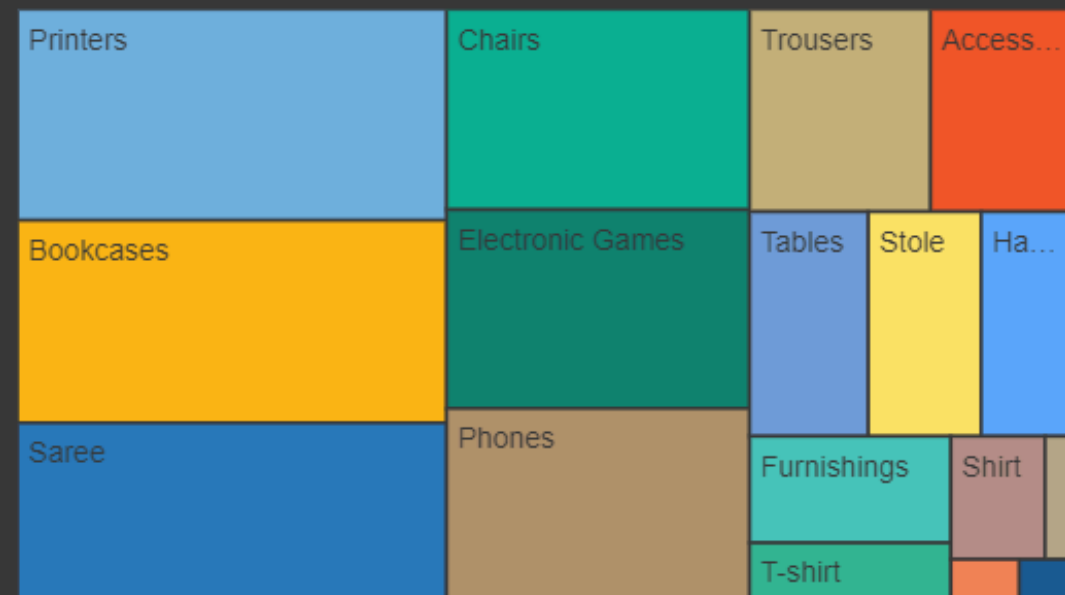 Printers
Chairs
Trousers
Access...
Bookcases
Electronic Games
Tables
Stole
Ha...
Saree
Phones
Furnishings
Shirt
T-shirt